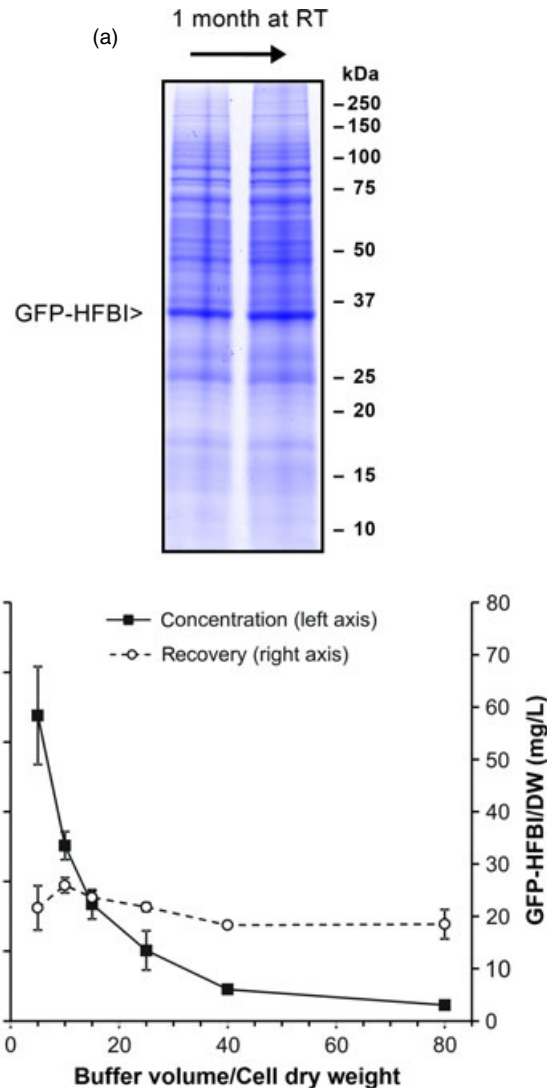 1 month at RT
(a)
kDa
– 250
– 150
– 100
– 75
– 50
– 37
GFP-HFBI>
– 25
– 20
– 15
– 10
Concentration (left axis)
Recovery (right axis)
80
70
60
50
40
30
20
10
0
GFP-HFBI/DW (mg/L)
0 20 40 60 80
Buffer volume/Cell dry weight